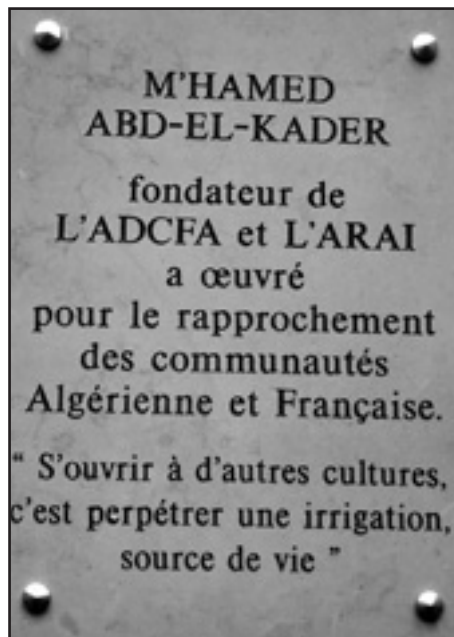 M'HAMED
ABD-EL-KADER
fondateur de
L'ADCFA et L'ARAI
a œuvré
pour le rapprochement
des communautés
Algérienne et Française.
“ S'ouvrir à d'autres cultures,
c'est perpétrer une irrigation,
source de vie ”